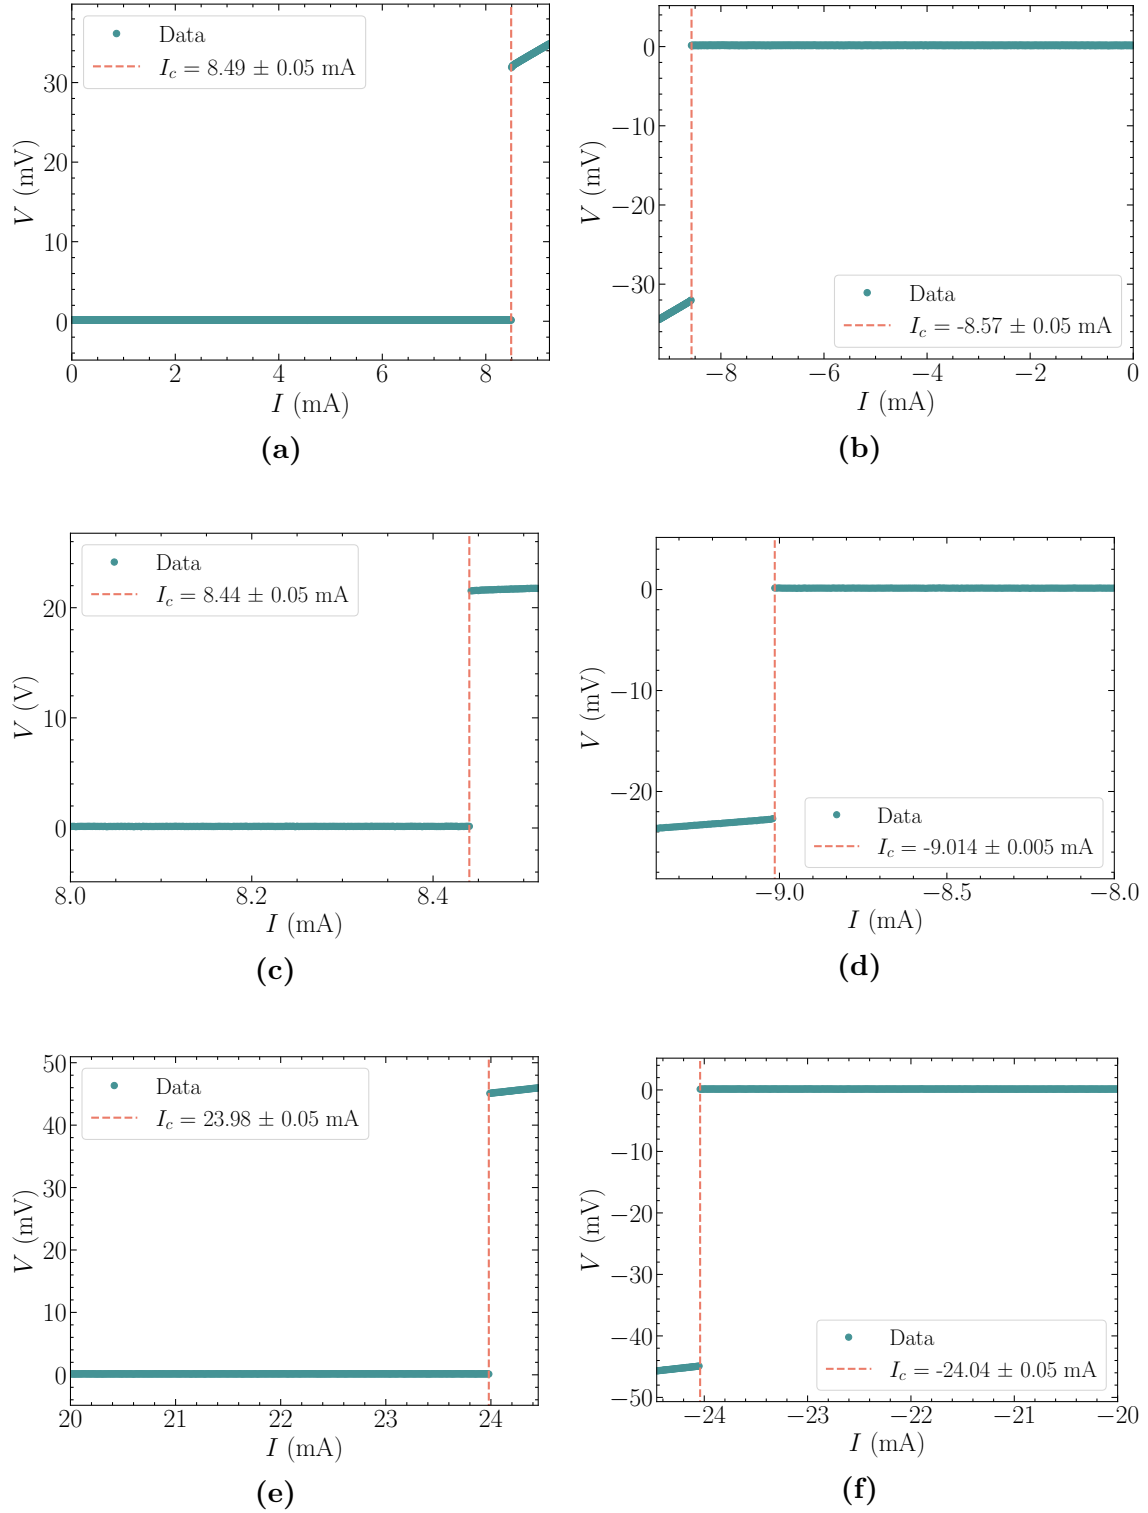 Data
I_c = 8.49 ± 0.05 mA
30
20
10
0
V (mV)
0 2 4 6 8
I (mA)
(a)
0
−10
−20
−30
V (mV)
Data
I_c = -8.57 ± 0.05 mA
−8 −6 −4 −2 0
I (mA)
(b)
Data
I_c = 8.44 ± 0.05 mA
20
10
0
V (V)
8.0 8.2 8.4
I (mA)
(c)
0
−10
−20
V (mV)
Data
I_c = -9.014 ± 0.005 mA
−9.0 −8.5 −8.0
I (mA)
(d)
Data
I_c = 23.98 ± 0.05 mA
50
40
30
20
10
0
V (mV)
20 21 22 23 24
I (mA)
(e)
0
−10
−20
−30
−40
−50
V (mV)
Data
I_c = -24.04 ± 0.05 mA
−24 −23 −22 −21 −20
I (mA)
(f)